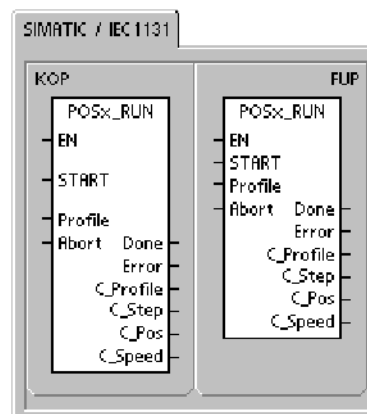 SIMATIC / IEC 1131
KOP
POSx_RUN
EN
START
Profile
Abort Done
Error
C_Profile
C_Step
C_Pos
C_Speed
FUP
POSx_RUN
EN
START
Profile
Abort Done
Error
C_Profile
C_Step
C_Pos
C_Speed